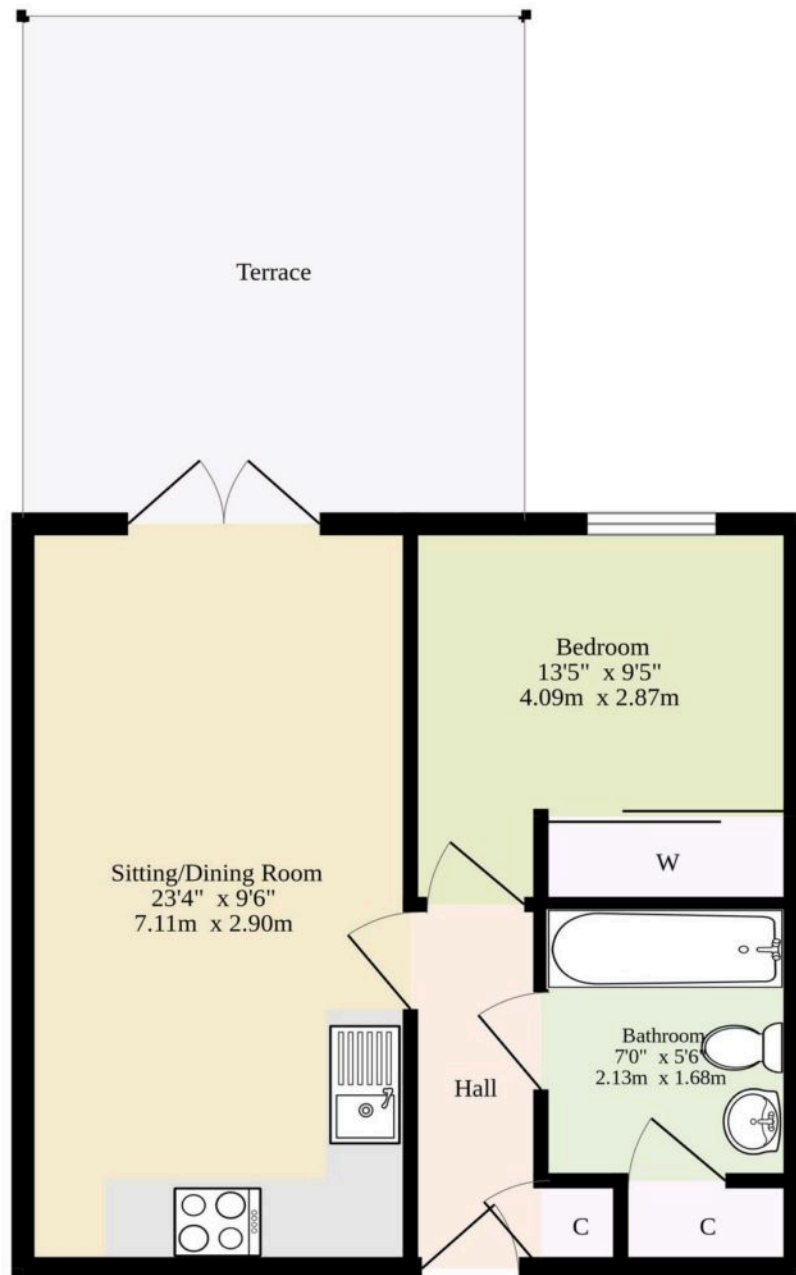 Terrace
Bedroom
13'5" x 9'5"
4.09m x 2.87m
W
Sitting/Dining Room
23'4" x 9'6"
7.11m x 2.90m
Bathroom
7'0" x 5'6"
2.13m x 1.68m
Hall
C
C